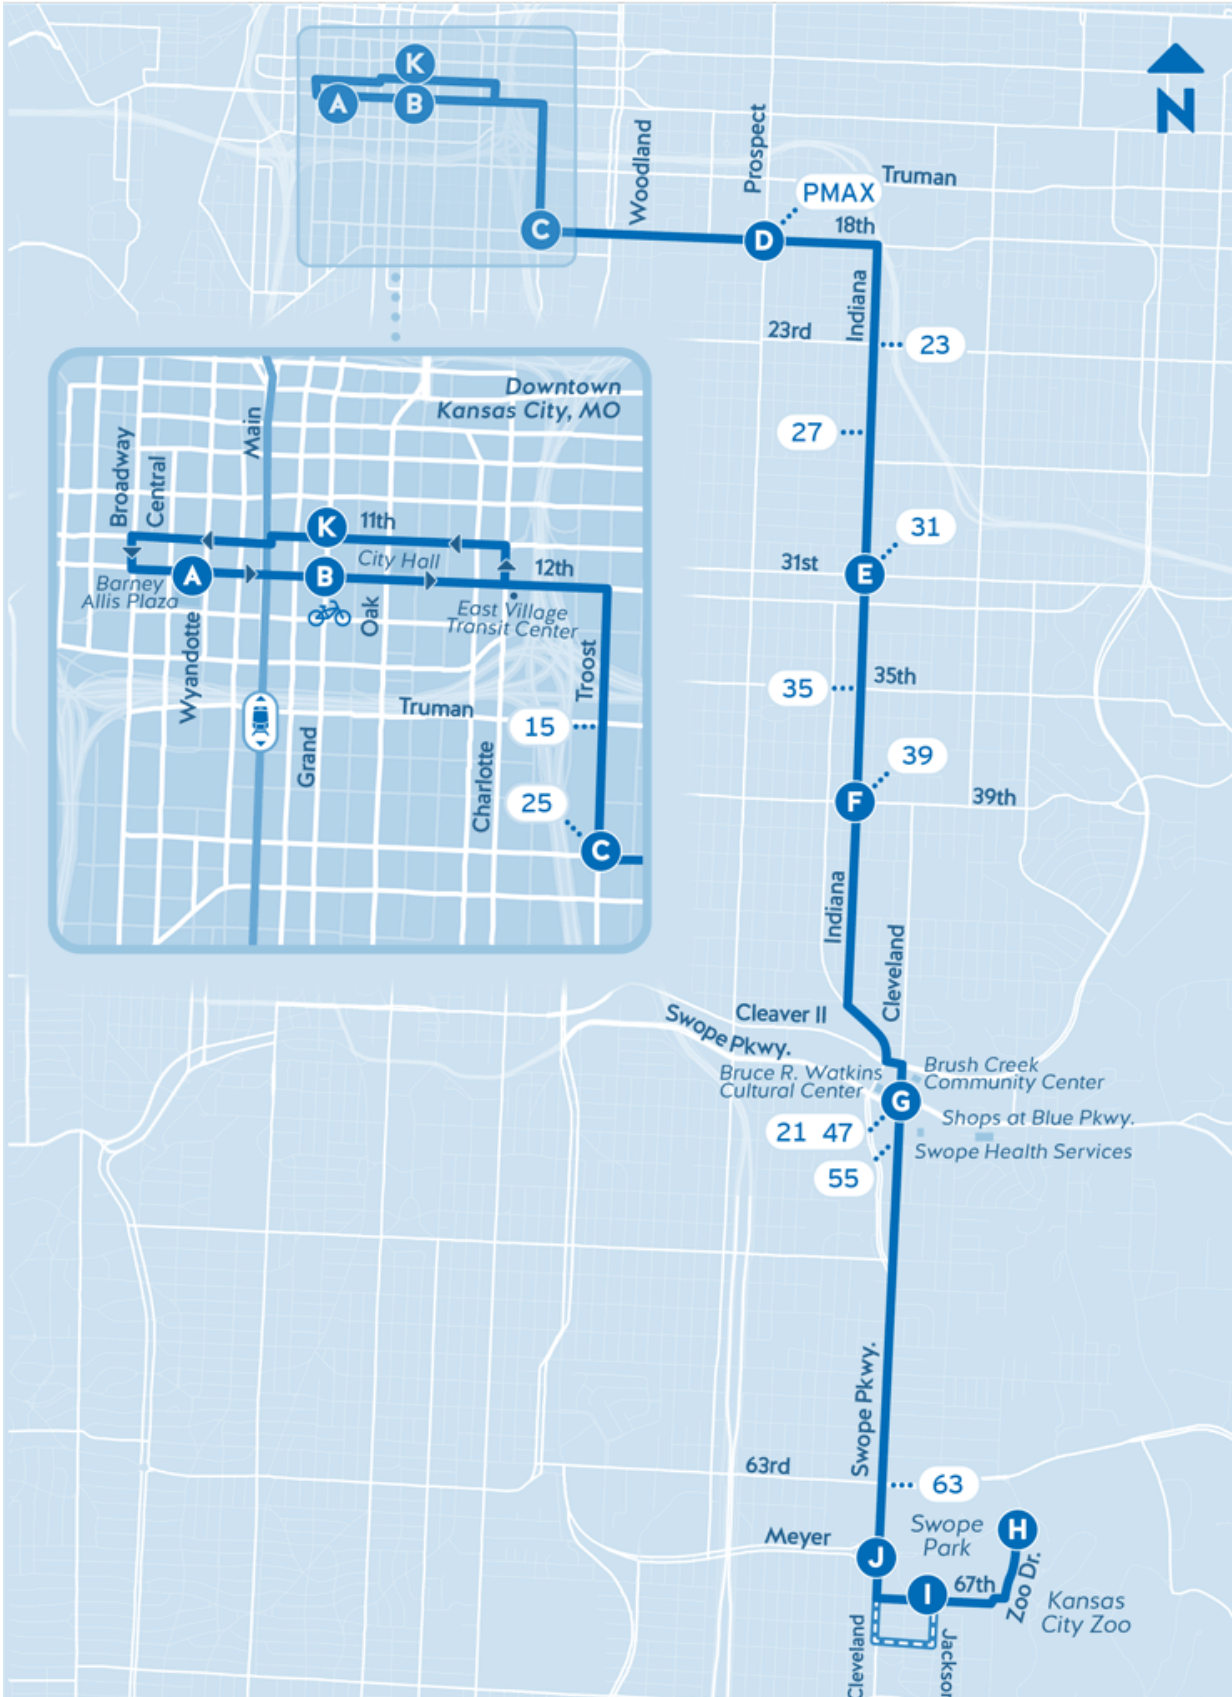 K
A
B
C
Woodland
Prospect
PMAX
Truman
18th
D
N
Indiana
23rd
23
27
31
31st
E
35
35th
39
F
39th
Indiana
Cleveland
Downtown
Kansas City, MO
Broadway
Central
Main
K
11th
City Hall
12th
A
B
Barney
Allis Plaza
Oak
East Village
Transit Center
Wyandotte
Troost
Truman
15
Grand
Charlotte
25
C
Cleaver II
Swope Pkwy.
Bruce R. Watkins
Cultural Center
Brush Creek
Community Center
G
Shops at Blue Pkwy.
21 47
Swope Health Services
55
Swope Pkwy.
63rd
63
Meyer
J
Swope
Park
H
I
67th
Zoo Dr.
Kansas
City Zoo
Cleveland
Jackson